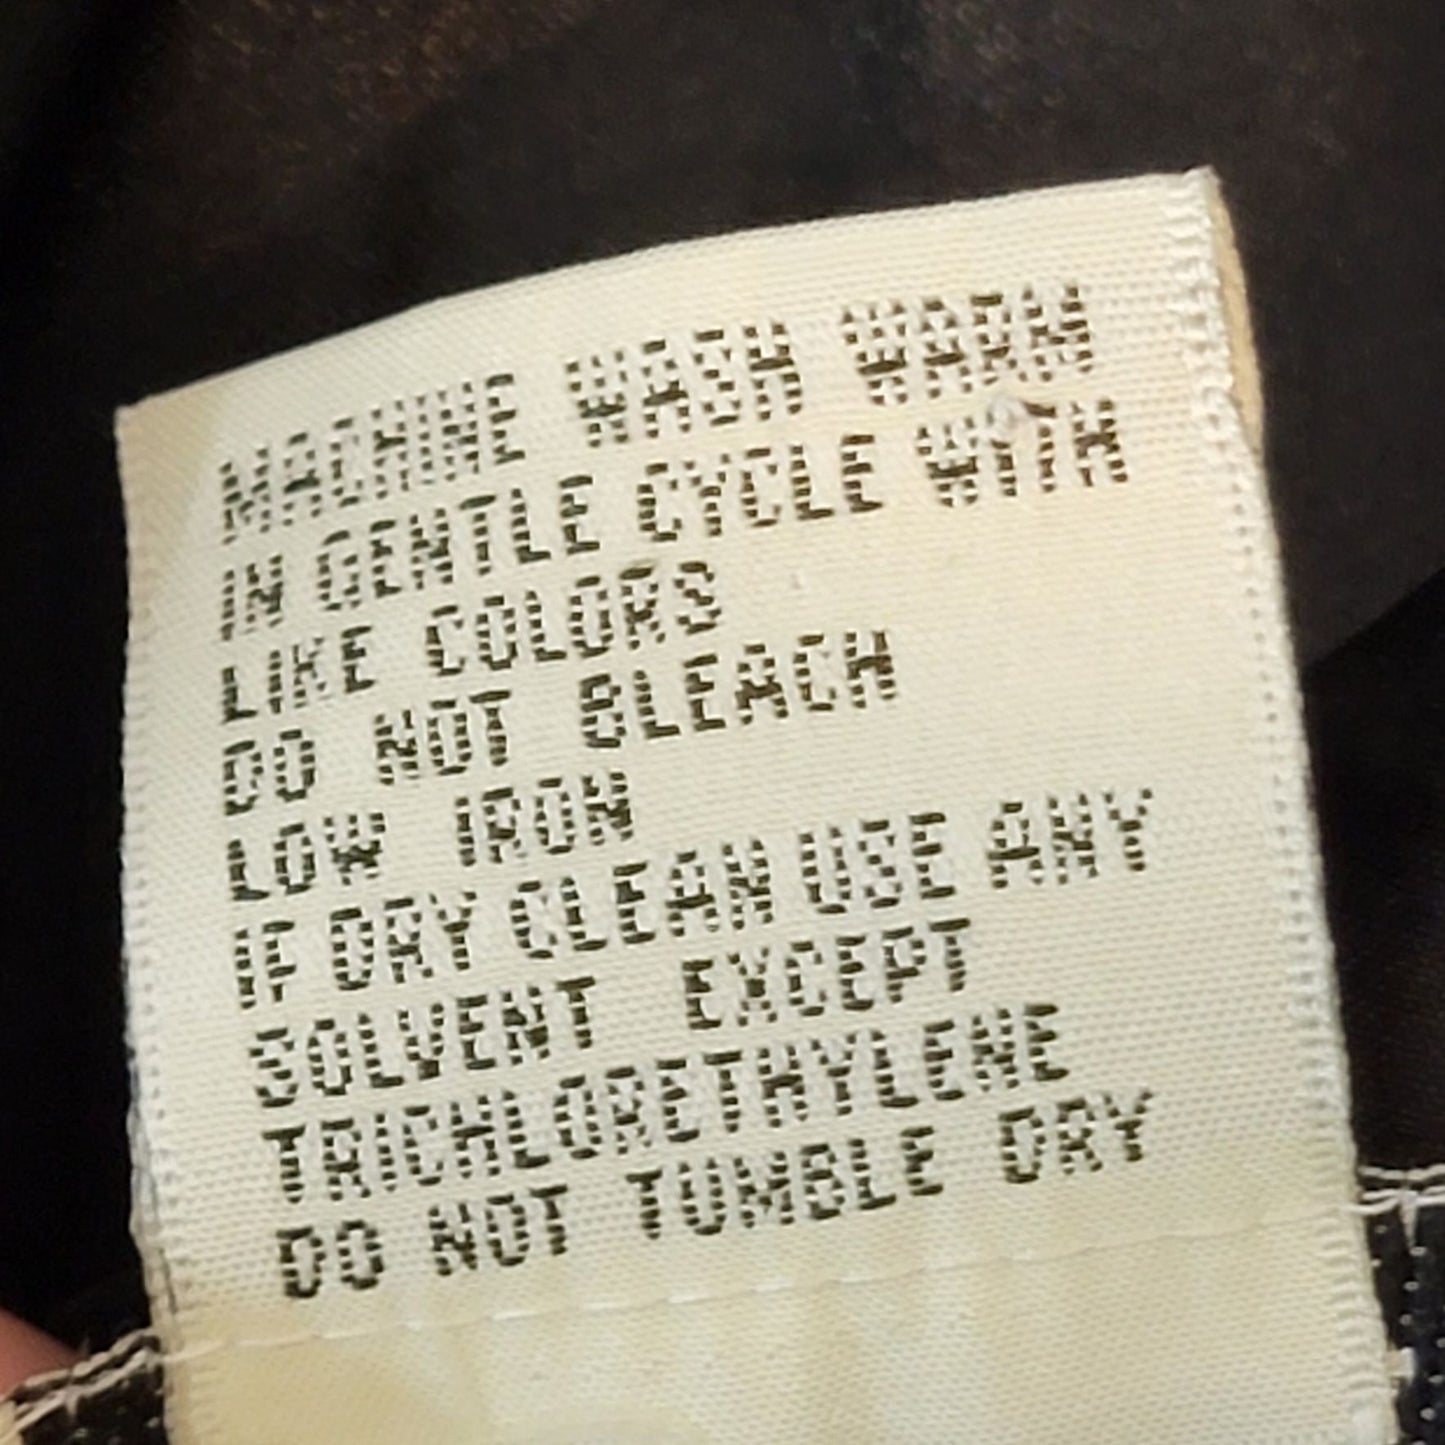 MACHINE WASH WARM
IN GENTLE CYCLE WITH
LIKE COLORS
DO NOT BLEACH
LOW IRON
IF DRY CLEAN USE ANY
SOLVENT EXCEPT
TRICHLORETHYLENE
DO NOT TUMBLE DRY